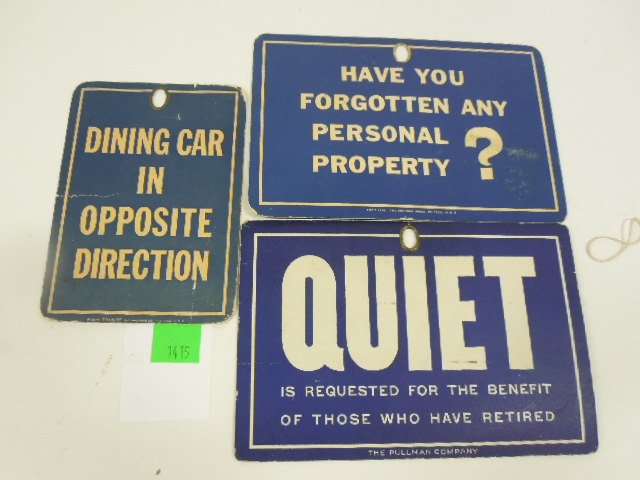 DINING CAR
IN
OPPOSITE
DIRECTION
1415
HAVE YOU
FORGOTTEN ANY
PERSONAL
PROPERTY ?
QUIET
IS REQUESTED FOR THE BENEFIT
OF THOSE WHO HAVE RETIRED
THE PULLMAN COMPANY